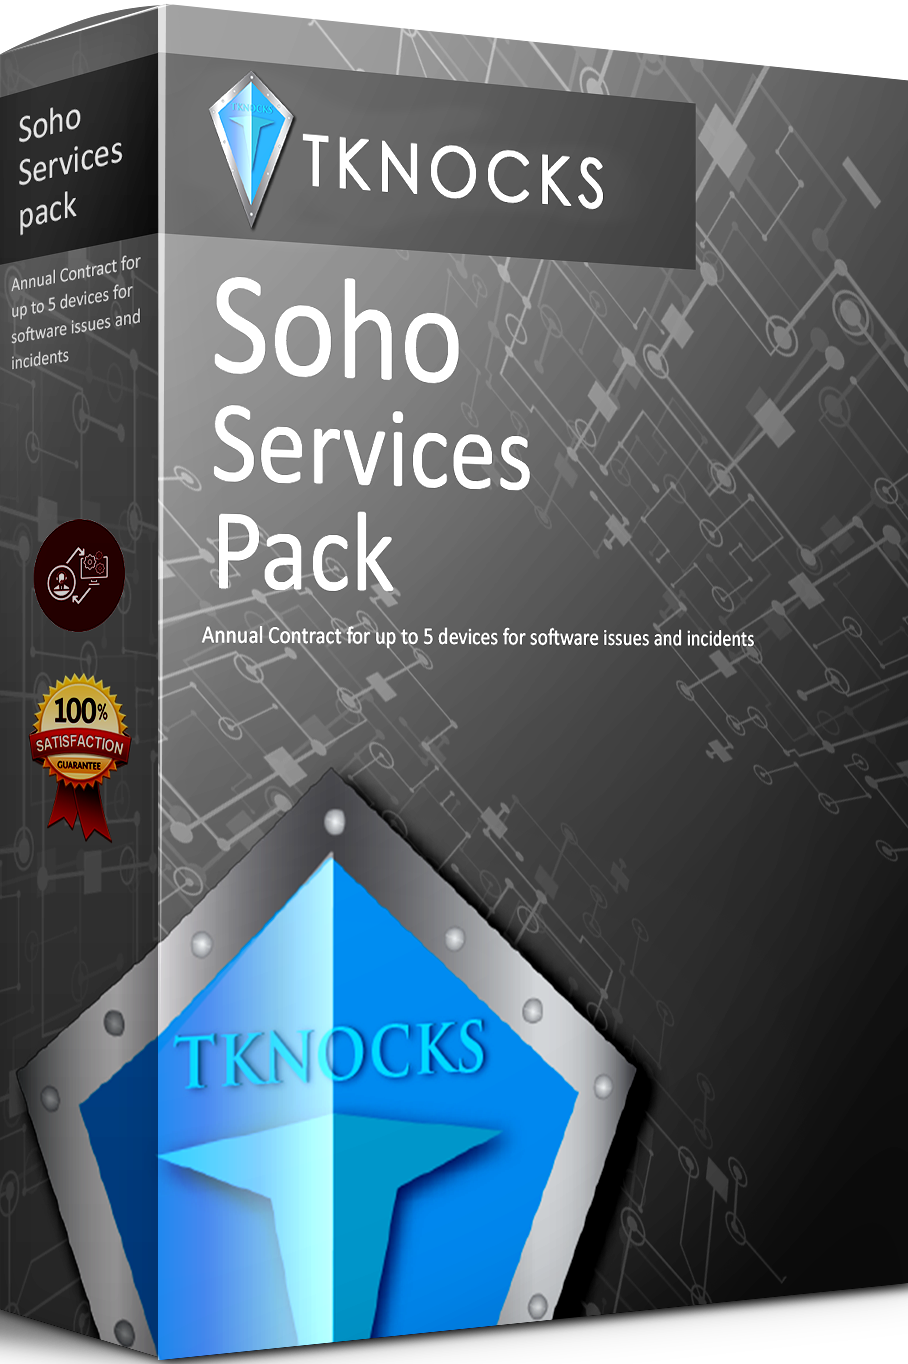 Soho
Services
pack
Annual Contract for
up to 5 devices for
software issues and
incidents
100%
SATISFACTION
GUARANTEE
TKNOCKS
TKNOCKS
Soho
Services
Pack
Annual Contract for up to 5 devices for software issues and incidents
TKNOCKS